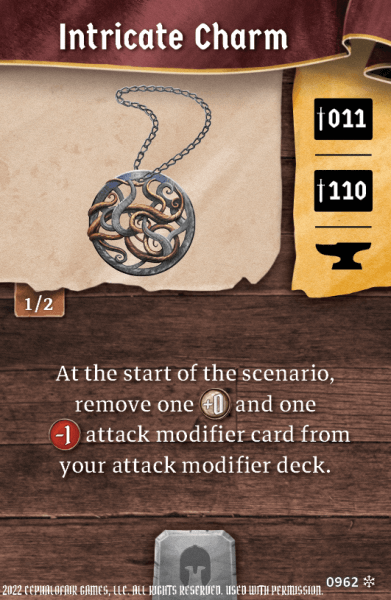 Intricate Charm
011
110
1/2
At the start of the scenario,
remove one +0 and one
-1 attack modifier card from
your attack modifier deck.
0962
2022 CEPHALOFAIR GAMES, LLC. ALL RIGHTS RESERVED. USED WITH PERMISSION.